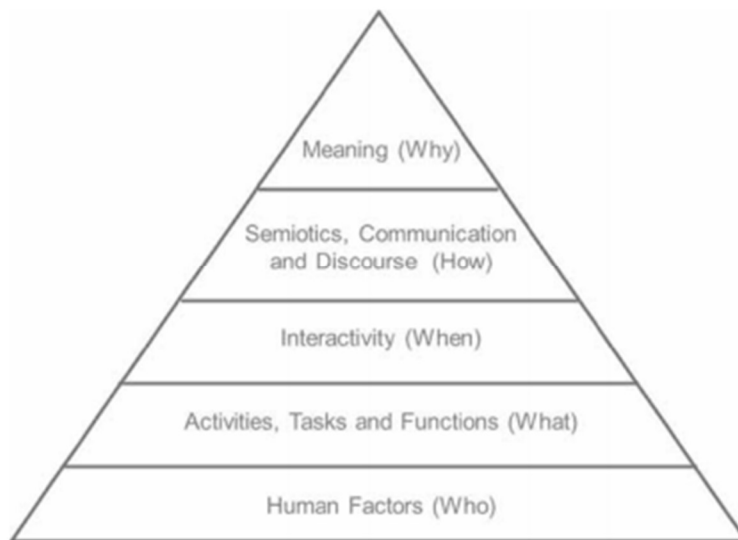 Meaning (Why)
Semiotics, Communication
and Discourse (How)
Interactivity (When)
Activities, Tasks and Functions (What)
Human Factors (Who)